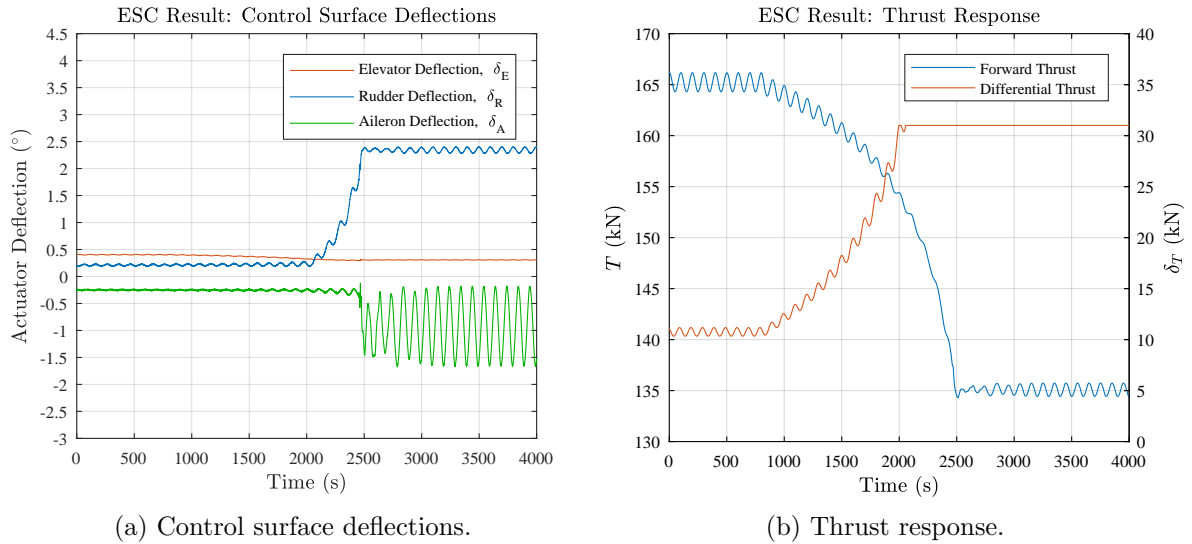 ESC Result: Control Surface Deflections
4.5
4
3.5
3
2.5
2
1.5
1
0.5
0
-0.5
-1
-1.5
-2
-2.5
-3
Actuator Deflection (°)
Elevator Deflection, δE
Rudder Deflection, δR
Aileron Deflection, δA
0 500 1000 1500 2000 2500 3000 3500 4000
Time (s)
(a) Control surface deflections.
ESC Result: Thrust Response
170
165
160
155
150
145
140
135
130
T (kN)
Forward Thrust
Differential Thrust
40
35
30
25
20
15
10
5
0
δT (kN)
0 500 1000 1500 2000 2500 3000 3500 4000
Time (s)
(b) Thrust response.